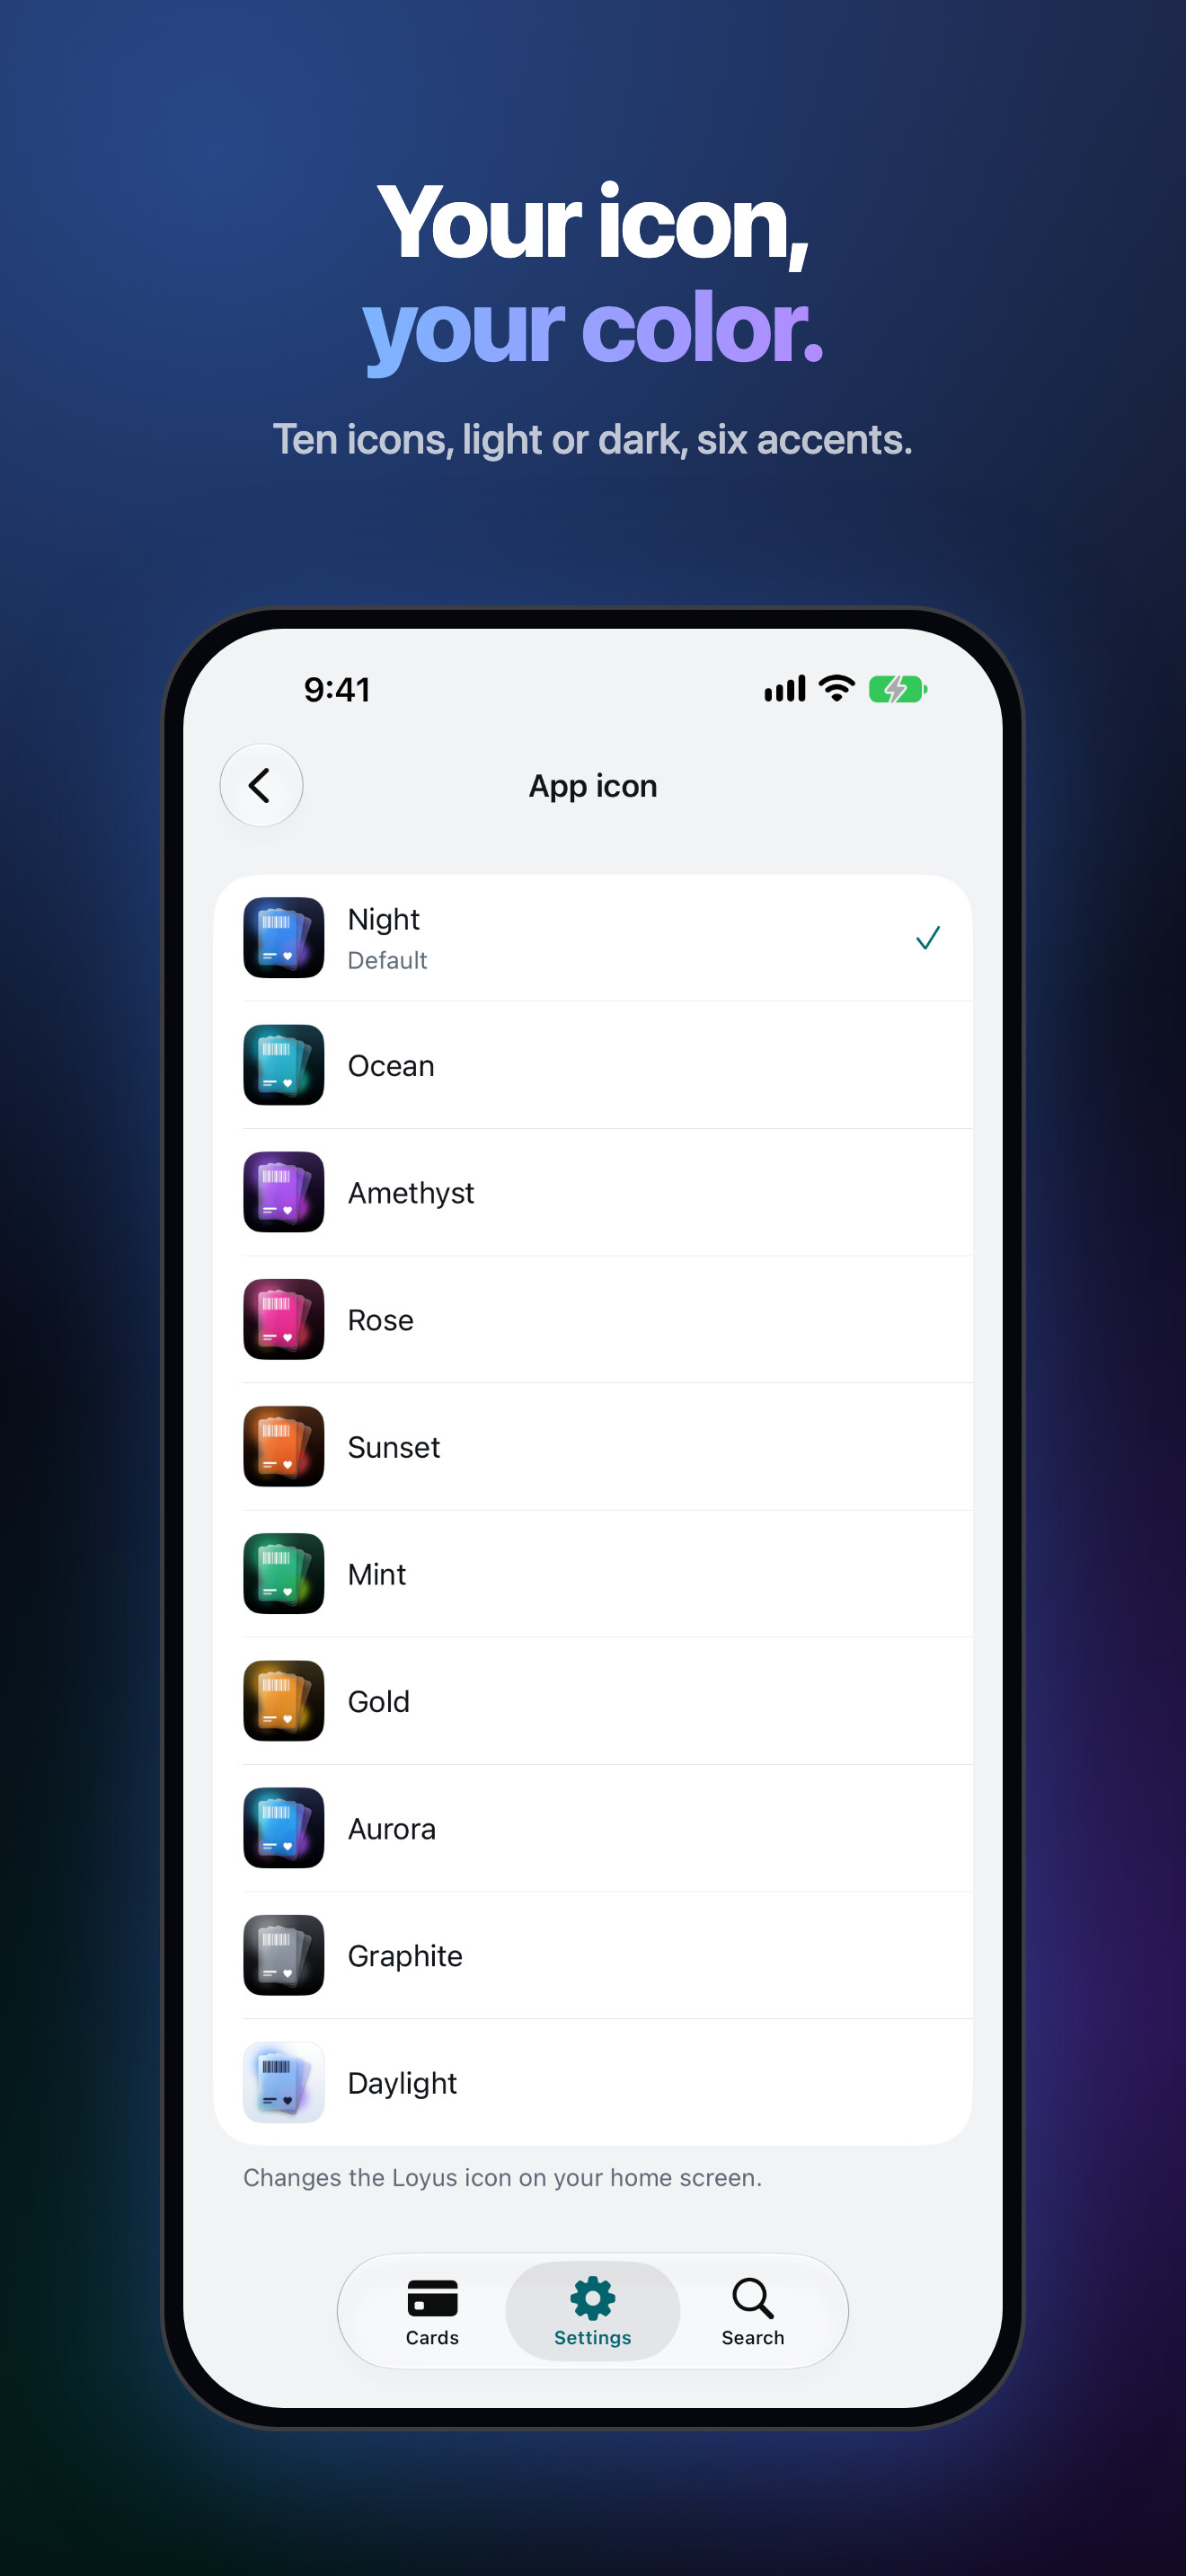 Your icon,
your color.
Ten icons, light or dark, six accents.
9:41
App icon
Night
Default
Ocean
Amethyst
Rose
Sunset
Mint
Gold
Aurora
Graphite
Daylight
Changes the Loyus icon on your home screen.
Cards
Settings
Search